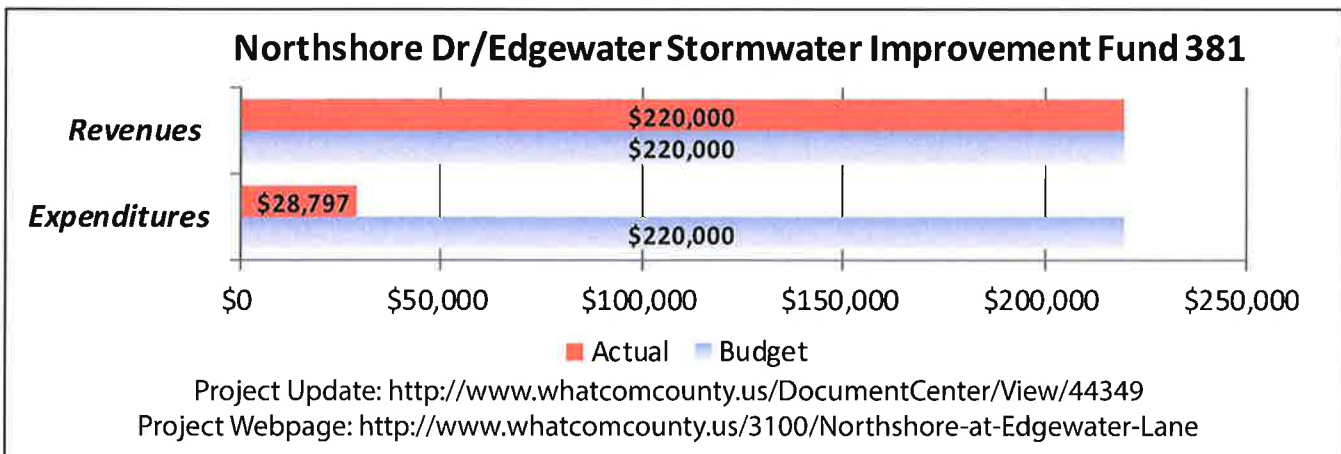 Northshore Dr/Edgewater Stormwater Improvement Fund 381
Revenues
$220,000
$220,000
Expenditures
$28,797
$220,000
$0 $50,000 $100,000 $150,000 $200,000 $250,000
Actual Budget
Project Update: http://www.whatcomcounty.us/DocumentCenter/View/44349
Project Webpage: http://www.whatcomcounty.us/3100/Northshore-at-Edgewater-Lane